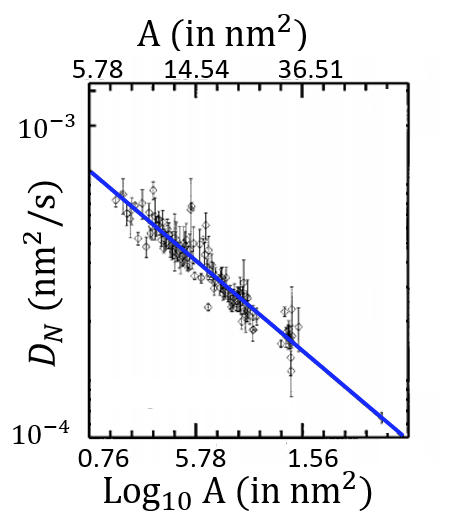 A (in nm²)
5.78 14.54 36.51
10⁻³
D_N (nm²/s)
10⁻⁴
0.76 5.78 1.56
Log₁₀ A (in nm²)